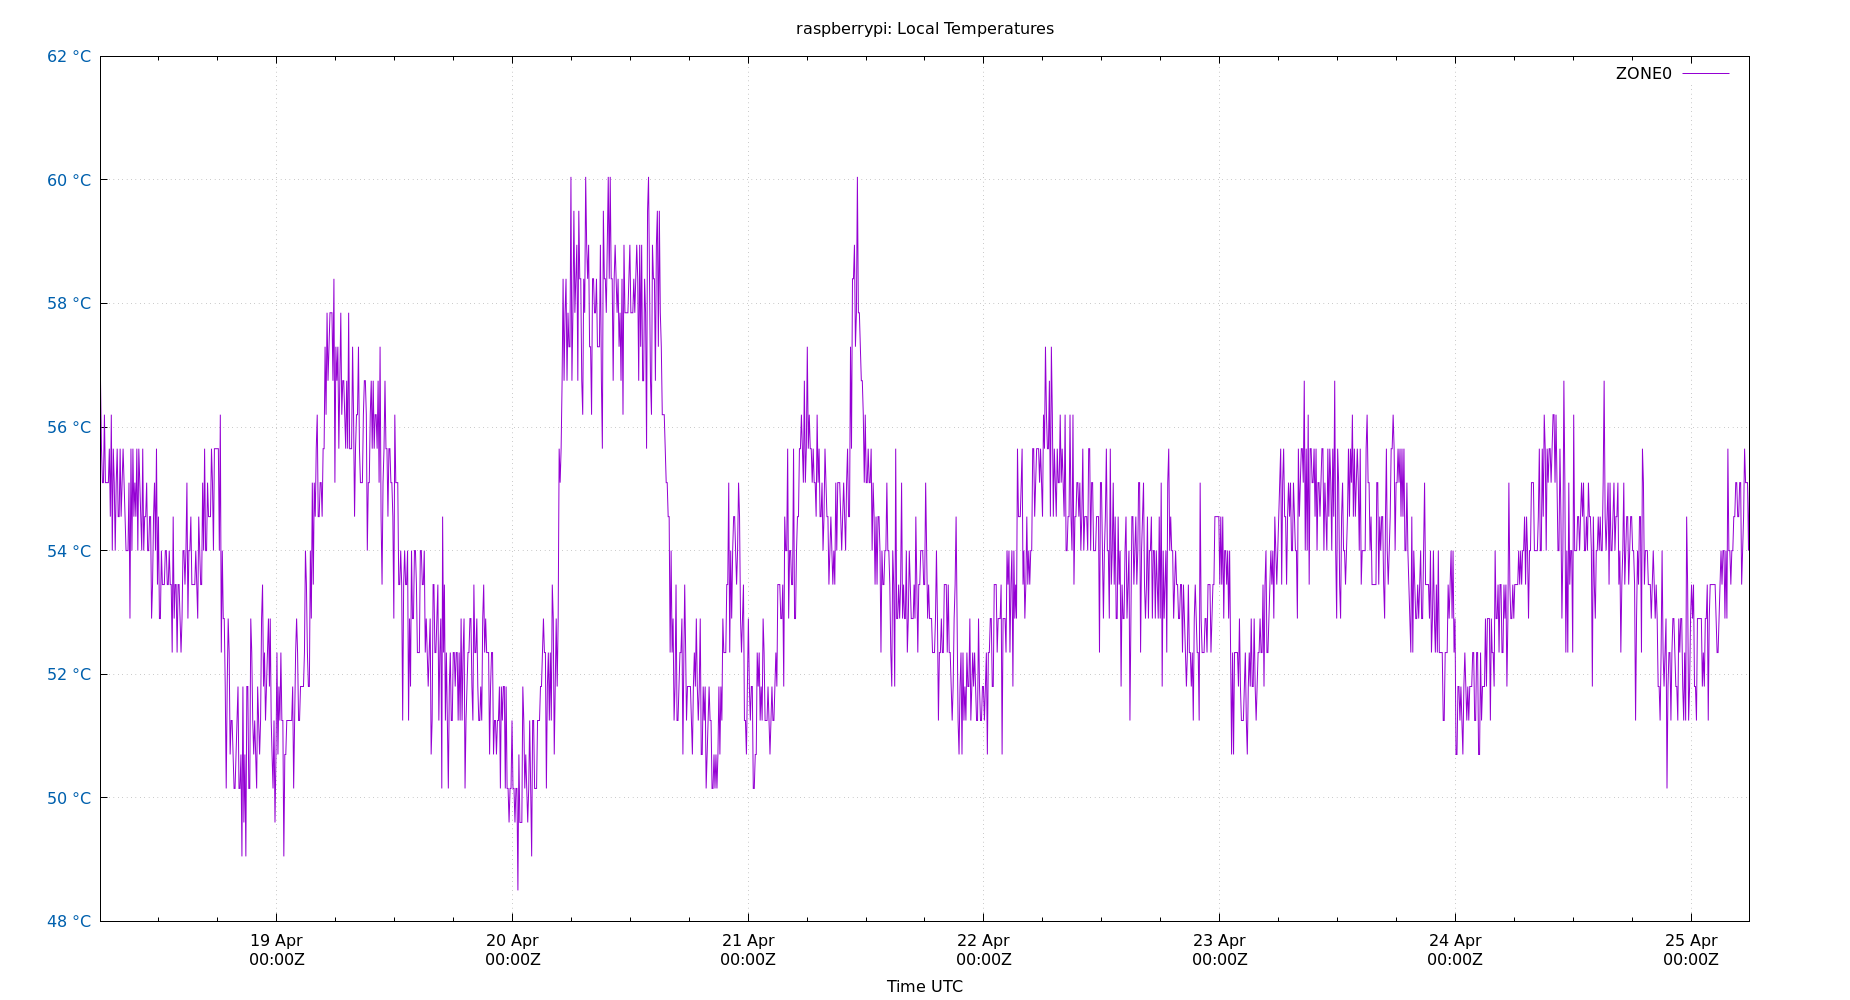 raspberrypi: Local Temperatures
ZONE0
62 °C
60 °C
58 °C
56 °C
54 °C
52 °C
50 °C
48 °C
19 Apr
00:00Z
20 Apr
00:00Z
21 Apr
00:00Z
22 Apr
00:00Z
23 Apr
00:00Z
24 Apr
00:00Z
25 Apr
00:00Z
Time UTC